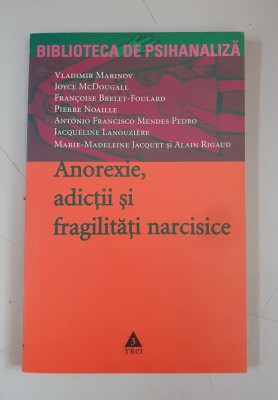 BIBLIOTECA DE PSIHANALIZĂ
VLADIMIR MARINOV
JOYCE MCDOUGALL
FRANÇOISE BRELET-FOULARD
PIERRE NOAILLE
ANTÓNIO FRANCISCO MENDES PEDRO
JACQUELINE LANOUZIÈRE
MARIE-MADELEINE JACQUET ȘI ALAIN RIGAUD
Anorexie,
adicții și
fragilități narcisice
3
TREI